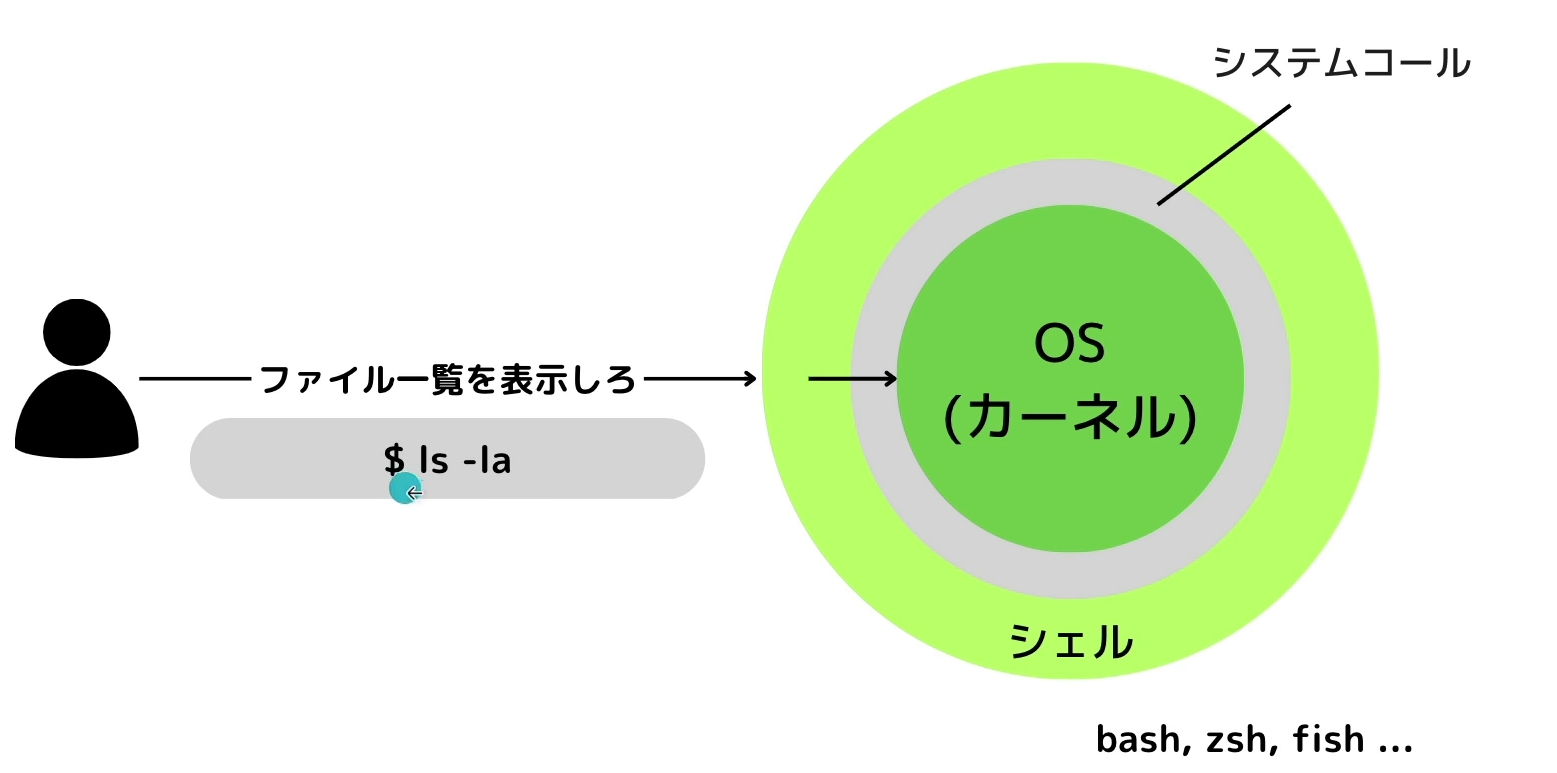 システムコール
ファイル一覧を表示しろ
$ ls -la
OS
(カーネル)
シェル
bash, zsh, fish ...